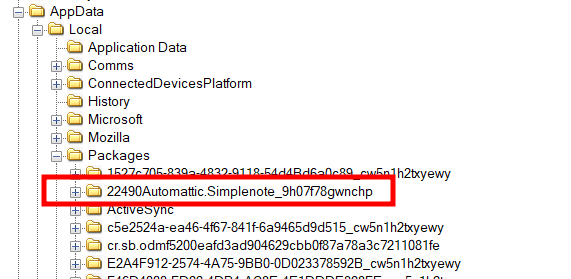 AppData
Local
Application Data
Comms
ConnectedDevicesPlatform
History
Microsoft
Mozilla
Packages
1527c705-839a-4832-9118-54d4Bd6a0c89_cw5n1h2txyewy
22490Automattic.Simplenote_9h07f78gwnchp
ActiveSync
c5e2524a-ea46-4f67-841f-6a9465d9d515_cw5n1h2txyewy
cr.sb.odmf5200eafd3ad904629cbb0f87a78a3c7211081fe
E2A4F912-2574-4A75-9BB0-0D023378592B_cw5n1h2txyewy